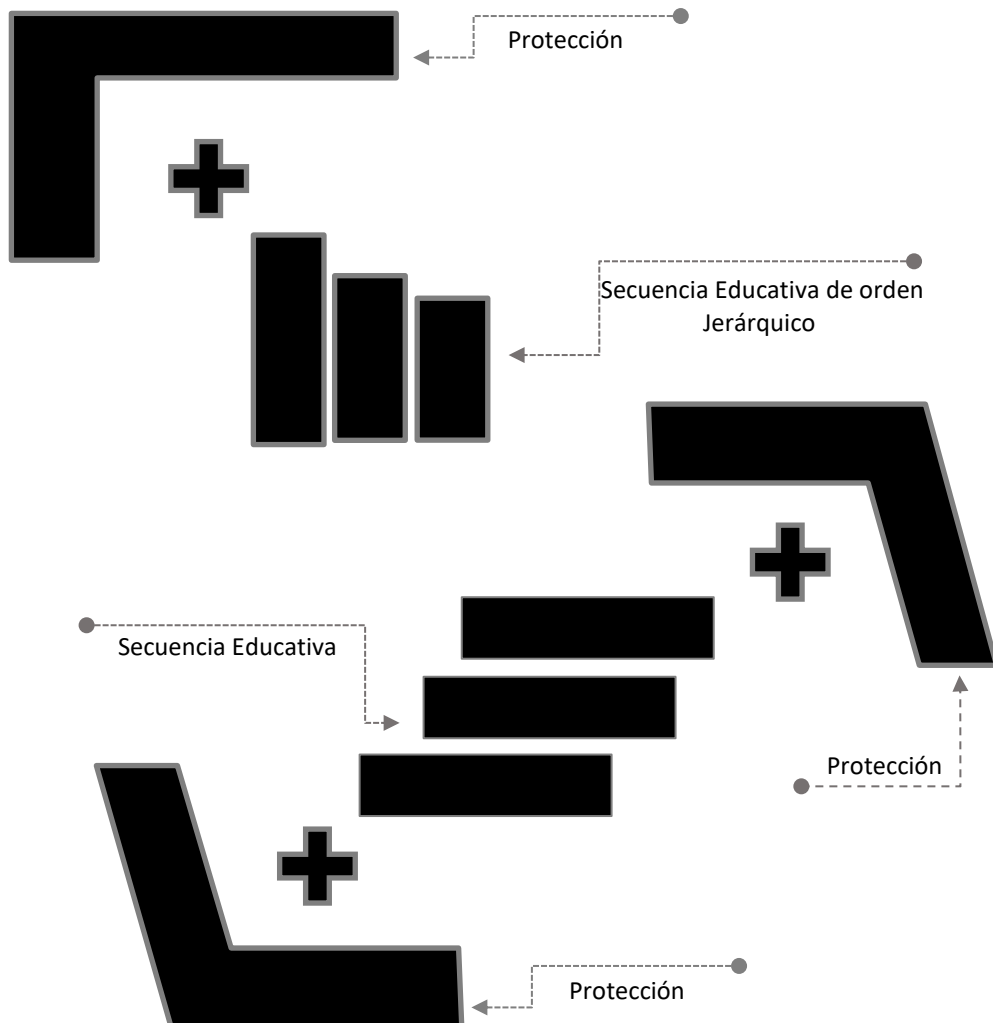 Protección
Secuencia Educativa de orden
Jerárquico
Secuencia Educativa
Protección
Protección